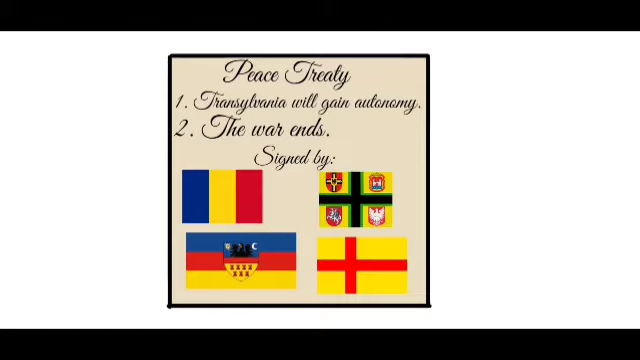 Peace Treaty
1. Transylvania will gain autonomy.
2. The war ends.
Signed by: